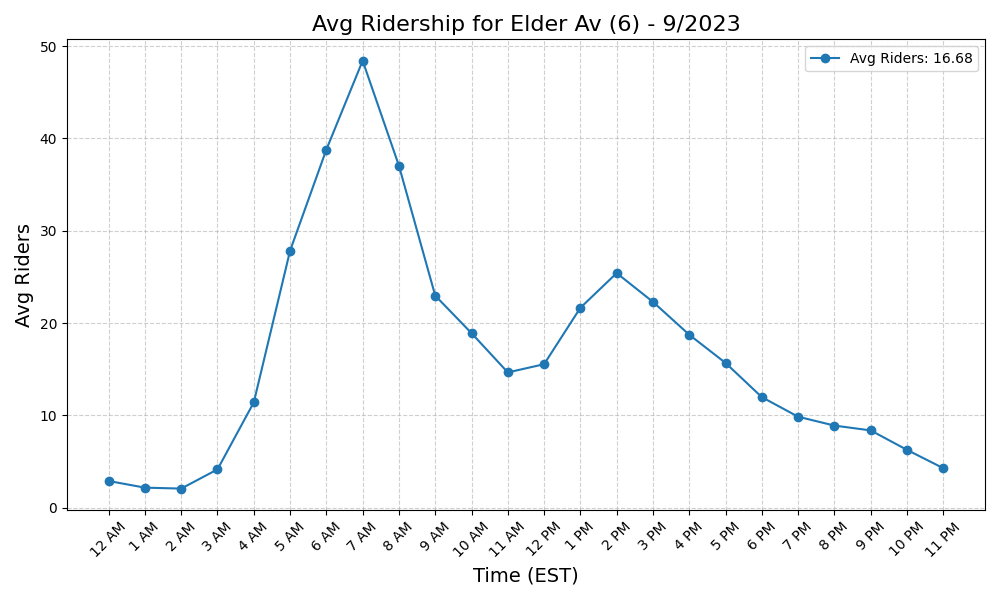 Avg Ridership for Elder Av (6) - 9/2023
Avg Riders: 16.68
50
40
30
20
10
0
Avg Riders
12 AM
1 AM
2 AM
3 AM
4 AM
5 AM
6 AM
7 AM
8 AM
9 AM
10 AM
11 AM
12 PM
1 PM
2 PM
3 PM
4 PM
5 PM
6 PM
7 PM
8 PM
9 PM
10 PM
11 PM
Time (EST)